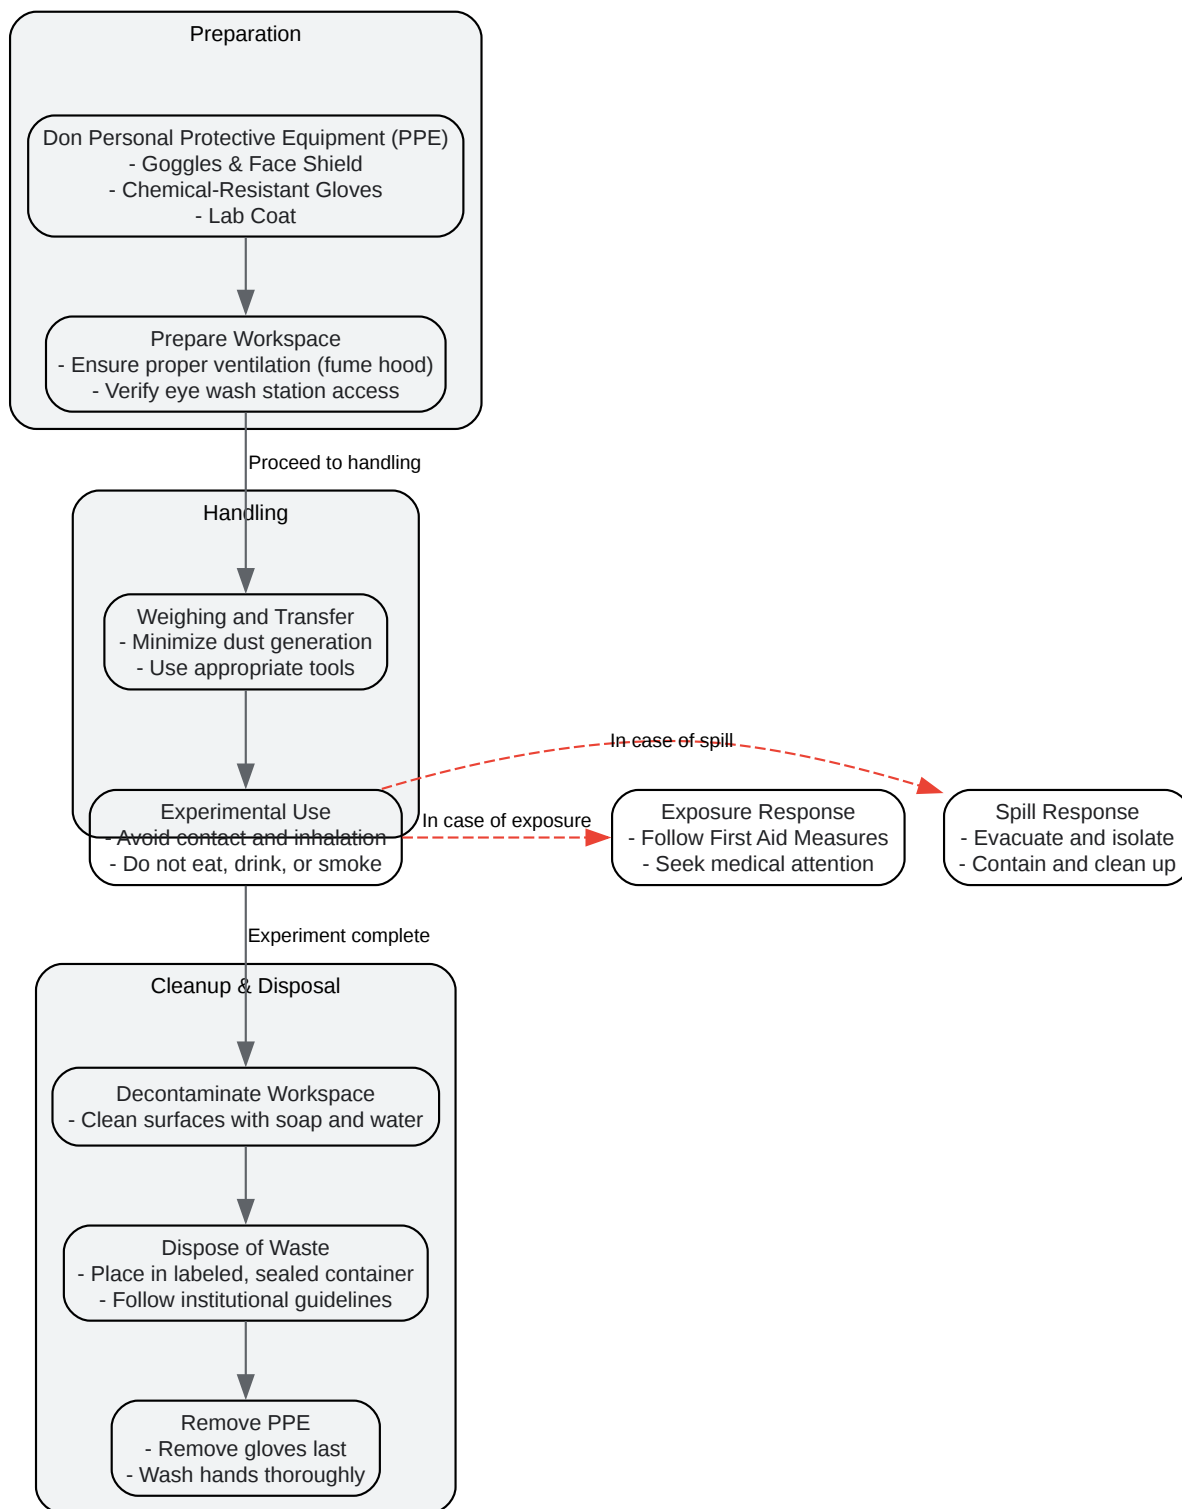 Preparation
Don Personal Protective Equipment (PPE)
- Goggles & Face Shield
- Chemical-Resistant Gloves
- Lab Coat
Prepare Workspace
- Ensure proper ventilation (fume hood)
- Verify eye wash station access
Proceed to handling
Handling
Weighing and Transfer
- Minimize dust generation
- Use appropriate tools
In case of spill
Experimental Use
- Avoid contact and inhalation
- Do not eat, drink, or smoke
In case of exposure
Exposure Response
- Follow First Aid Measures
- Seek medical attention
Spill Response
- Evacuate and isolate
- Contain and clean up
Experiment complete
Cleanup & Disposal
Decontaminate Workspace
- Clean surfaces with soap and water
Dispose of Waste
- Place in labeled, sealed container
- Follow institutional guidelines
Remove PPE
- Remove gloves last
- Wash hands thoroughly